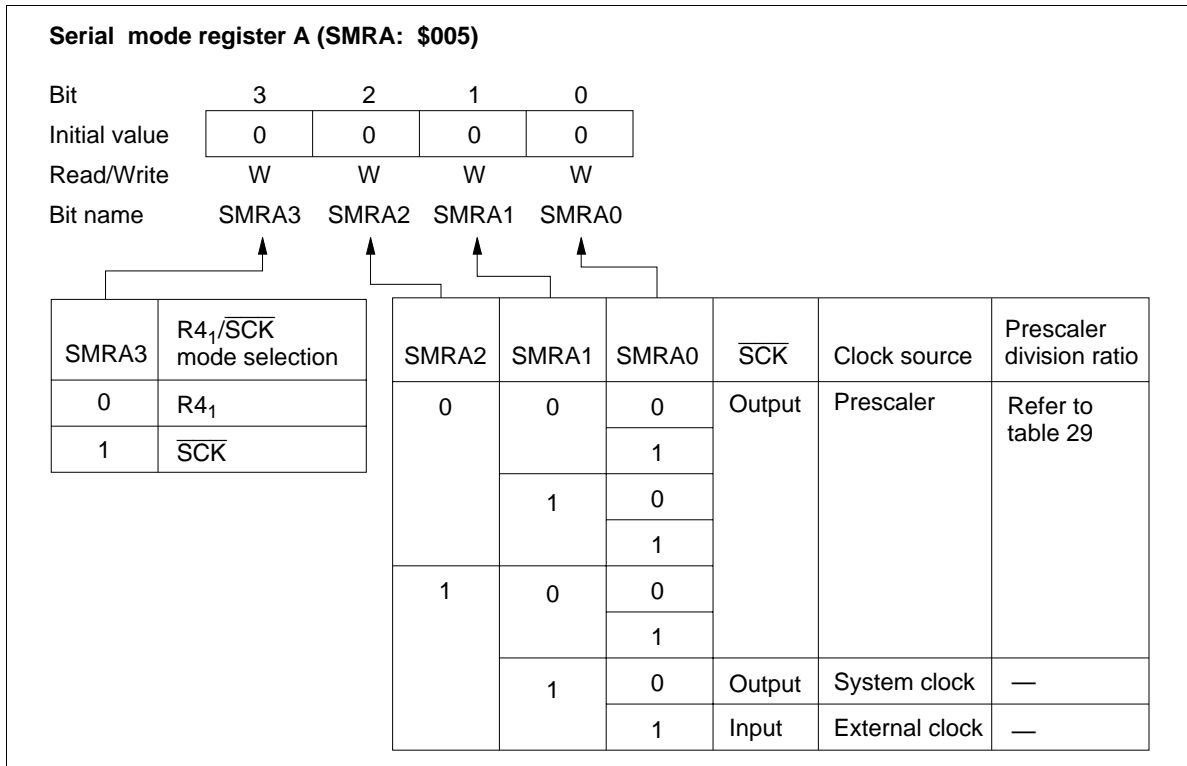 Serial mode register A (SMRA: $005)
Bit 3 2 1 0
Initial value 0 0 0 0
Read/Write W W W W
Bit name SMRA3 SMRA2 SMRA1 SMRA0
SMRA3 R4₁/S̅C̅K̅ mode selection
0 R4₁
1 S̅C̅K̅
SMRA2 SMRA1 SMRA0 S̅C̅K̅ Clock source Prescaler division ratio
0 0 0 Output Prescaler Refer to table 29
1
1 0
1
1 0 0
1
1 0 Output System clock —
1 Input External clock —